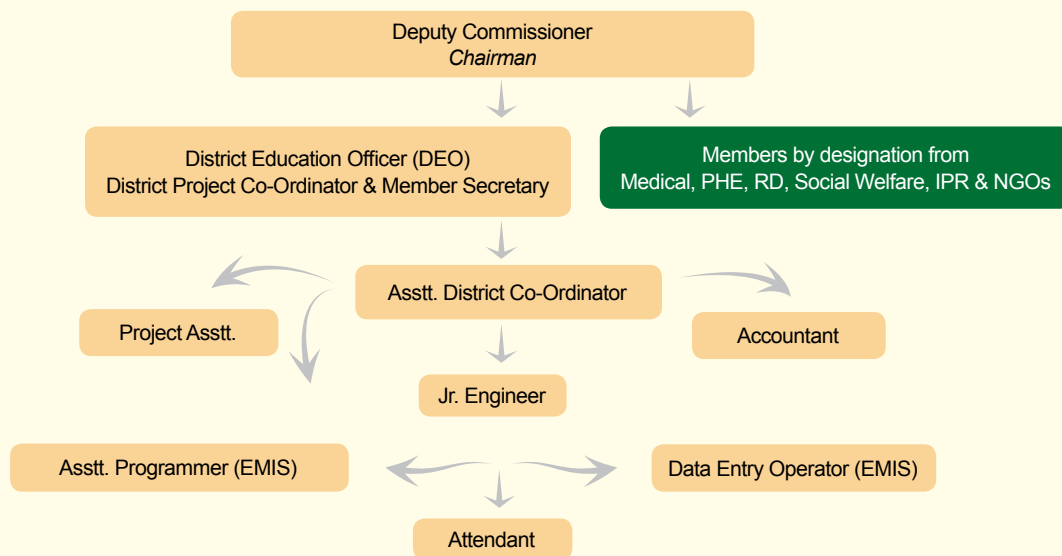 Deputy Commissioner
Chairman
District Education Officer (DEO)
District Project Co-Ordinator & Member Secretary
Members by designation from
Medical, PHE, RD, Social Welfare, IPR & NGOs
Asstt. District Co-Ordinator
Project Asstt.
Accountant
Jr. Engineer
Asstt. Programmer (EMIS)
Data Entry Operator (EMIS)
Attendant